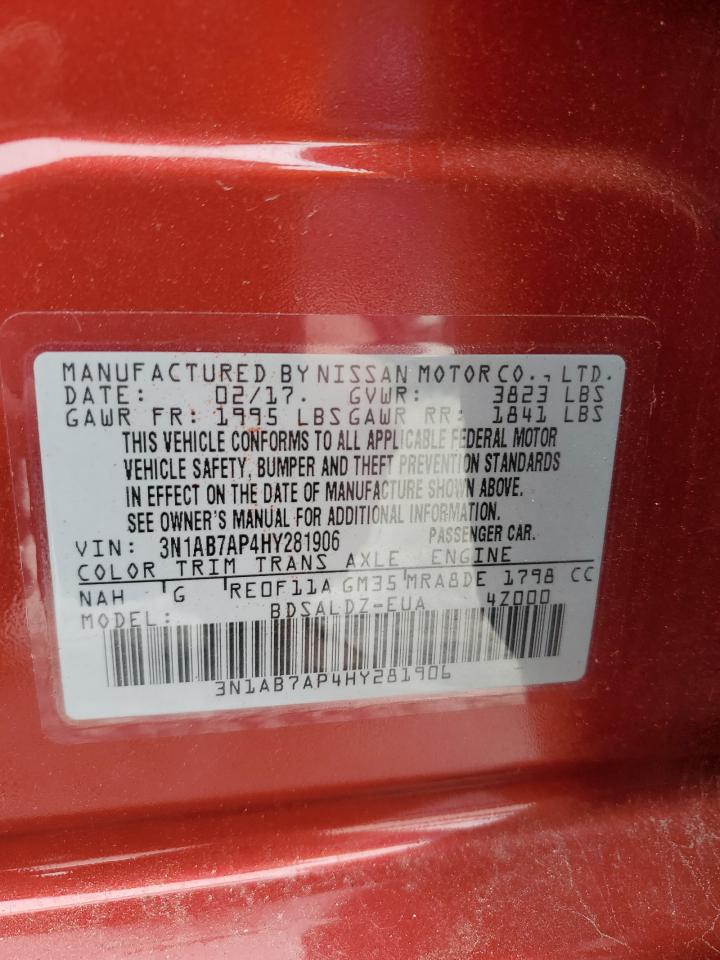 MANUFACTURED BY NISSAN MOTOR CO., LTD.
DATE: 02/17. GVWR: 3823 LBS
GAWR FR: 1995 LBS GAWR RR: 1841 LBS
THIS VEHICLE CONFORMS TO ALL APPLICABLE FEDERAL MOTOR
VEHICLE SAFETY, BUMPER AND THEFT PREVENTION STANDARDS
IN EFFECT ON THE DATE OF MANUFACTURE SHOWN ABOVE.
SEE OWNER'S MANUAL FOR ADDITIONAL INFORMATION.
VIN: 3N1AB7AP4HY281906 PASSENGER CAR.
COLOR TRIM TRANS AXLE ENGINE
NAH G RE0F11A GM35 MRA8DE 1798 CC
MODEL: BDSALDZ-EUA 4Z000
3N1AB7AP4HY281906